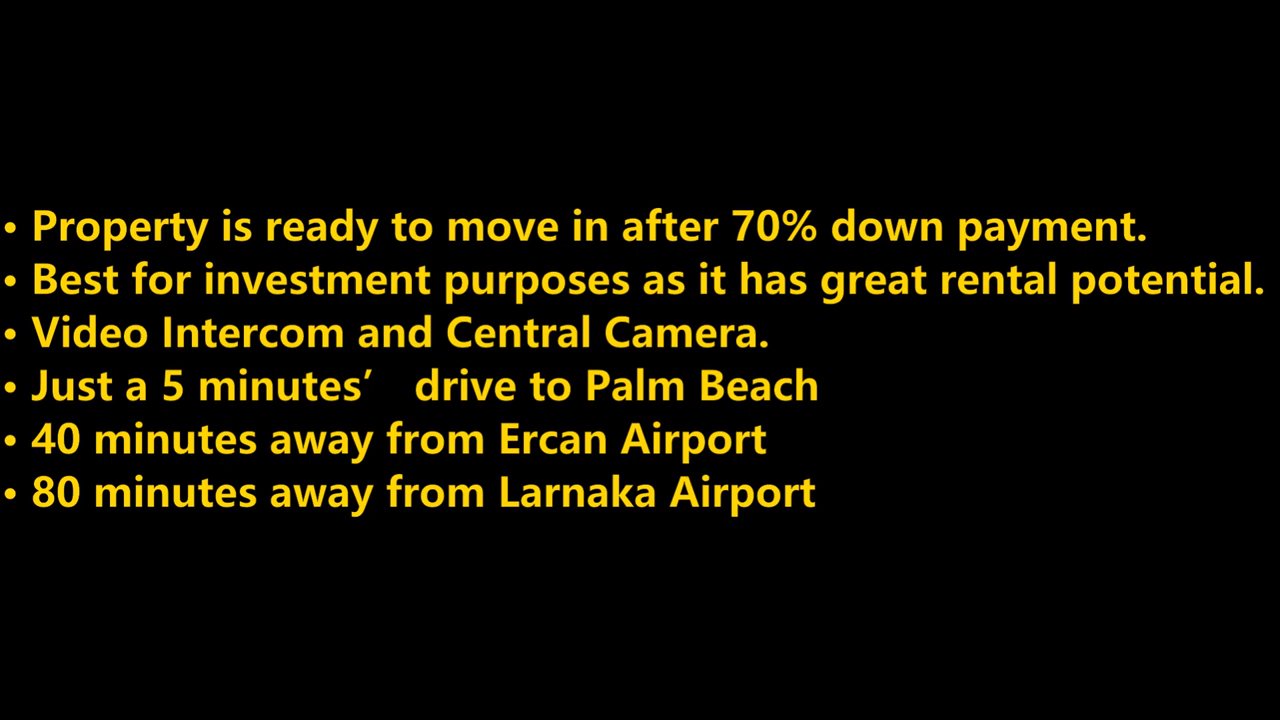 • Property is ready to move in after 70% down payment.
• Best for investment purposes as it has great rental potential.
• Video Intercom and Central Camera.
• Just a 5 minutes’ drive to Palm Beach
• 40 minutes away from Ercan Airport
• 80 minutes away from Larnaka Airport